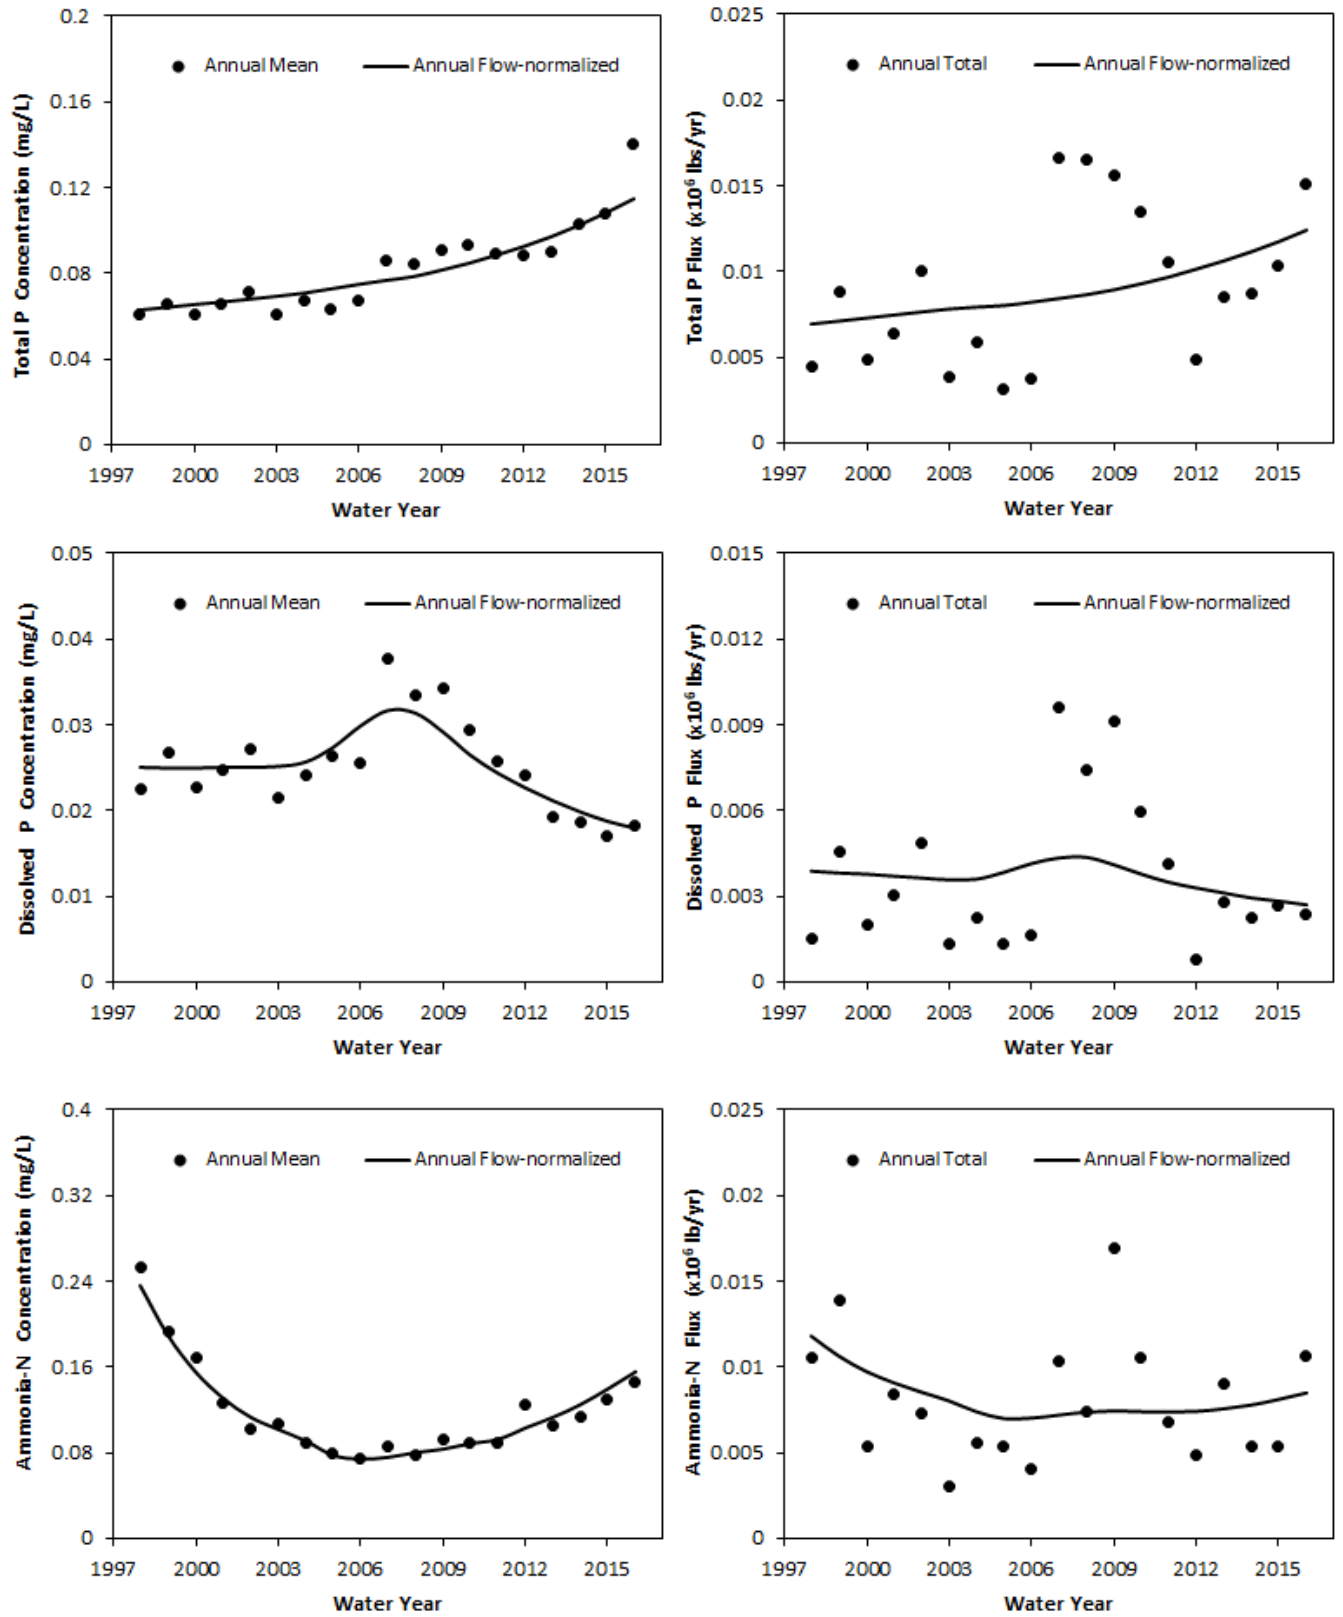 0.2
Annual Mean Annual Flow-normalized
0.16
0.12
0.08
0.04
0
Total P Concentration (mg/L)
1997 2000 2003 2006 2009 2012 2015
Water Year
0.025
Annual Total Annual Flow-normalized
0.02
0.015
0.01
0.005
0
Total P Flux (x10⁶ lbs/yr)
1997 2000 2003 2006 2009 2012 2015
Water Year
0.05
Annual Mean Annual Flow-normalized
0.04
0.03
0.02
0.01
0
Dissolved P Concentration (mg/L)
1997 2000 2003 2006 2009 2012 2015
Water Year
0.015
Annual Total Annual Flow-normalized
0.012
0.009
0.006
0.003
0
Dissolved P Flux (x10⁶ lbs/yr)
1997 2000 2003 2006 2009 2012 2015
Water Year
0.4
Annual Mean Annual Flow-normalized
0.32
0.24
0.16
0.08
0
Ammonia-N Concentration (mg/L)
1997 2000 2003 2006 2009 2012 2015
Water Year
0.025
Annual Total Annual Flow-normalized
0.02
0.015
0.01
0.005
0
Ammonia-N Flux (x10⁶ lb/yr)
1997 2000 2003 2006 2009 2012 2015
Water Year